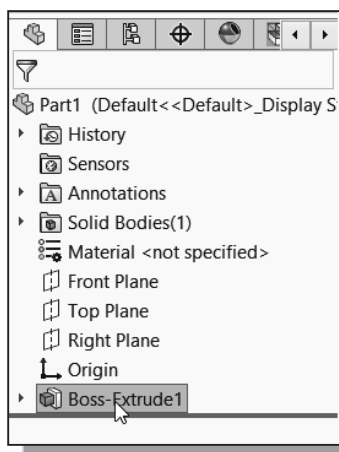 Part1 (Default<<Default>_Display S
History
Sensors
Annotations
Solid Bodies(1)
Material <not specified>
Front Plane
Top Plane
Right Plane
Origin
Boss-Extrude1